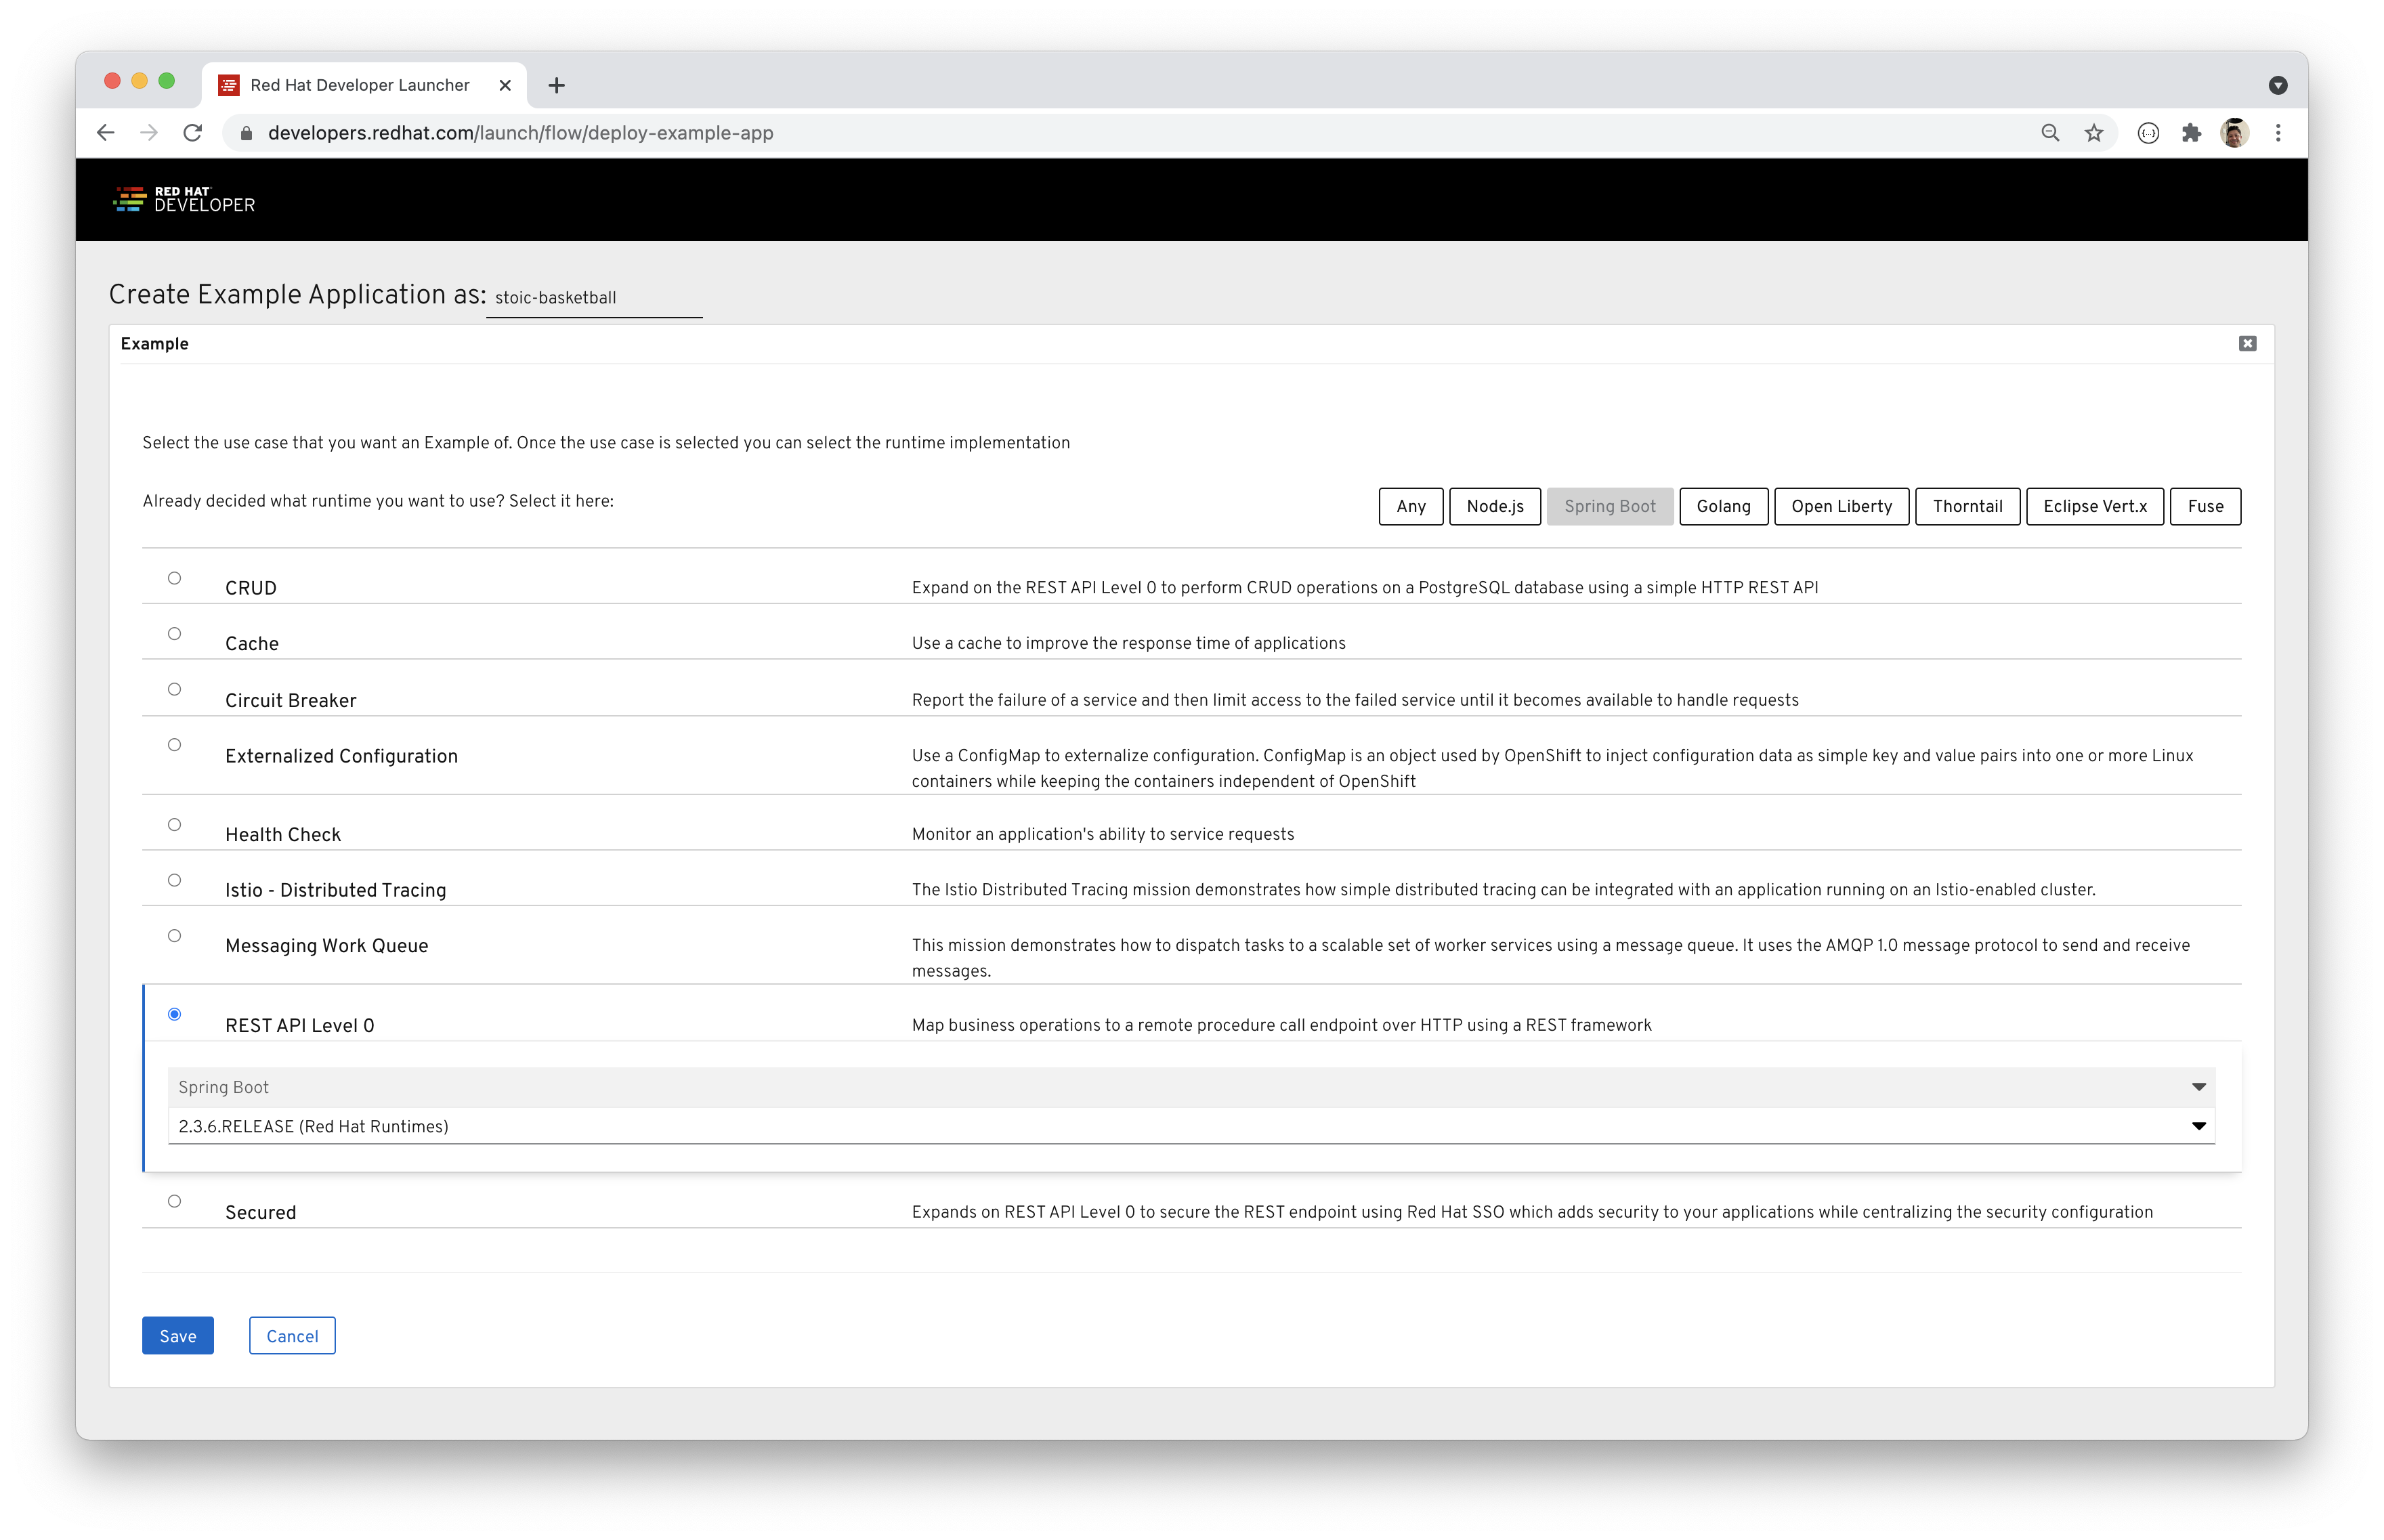 Red Hat Developer Launcher
developers.redhat.com/launch/flow/deploy-example-app
RED HAT
DEVELOPER
Create Example Application as: stoic-basketball
Example
Select the use case that you want an Example of. Once the use case is selected you can select the runtime implementation
Already decided what runtime you want to use? Select it here:
Any Node.js Spring Boot Golang Open Liberty Thorntail Eclipse Vert.x Fuse
CRUD Expand on the REST API Level 0 to perform CRUD operations on a PostgreSQL database using a simple HTTP REST API
Cache Use a cache to improve the response time of applications
Circuit Breaker Report the failure of a service and then limit access to the failed service until it becomes available to handle requests
Externalized Configuration Use a ConfigMap to externalize configuration. ConfigMap is an object used by OpenShift to inject configuration data as simple key and value pairs into one or more Linux
containers while keeping the containers independent of OpenShift
Health Check Monitor an application's ability to service requests
Istio - Distributed Tracing The Istio Distributed Tracing mission demonstrates how simple distributed tracing can be integrated with an application running on an Istio-enabled cluster.
Messaging Work Queue This mission demonstrates how to dispatch tasks to a scalable set of worker services using a message queue. It uses the AMQP 1.0 message protocol to send and receive
messages.
REST API Level 0 Map business operations to a remote procedure call endpoint over HTTP using a REST framework
Spring Boot
2.3.6.RELEASE (Red Hat Runtimes)
Secured Expands on REST API Level 0 to secure the REST endpoint using Red Hat SSO which adds security to your applications while centralizing the security configuration
Save Cancel